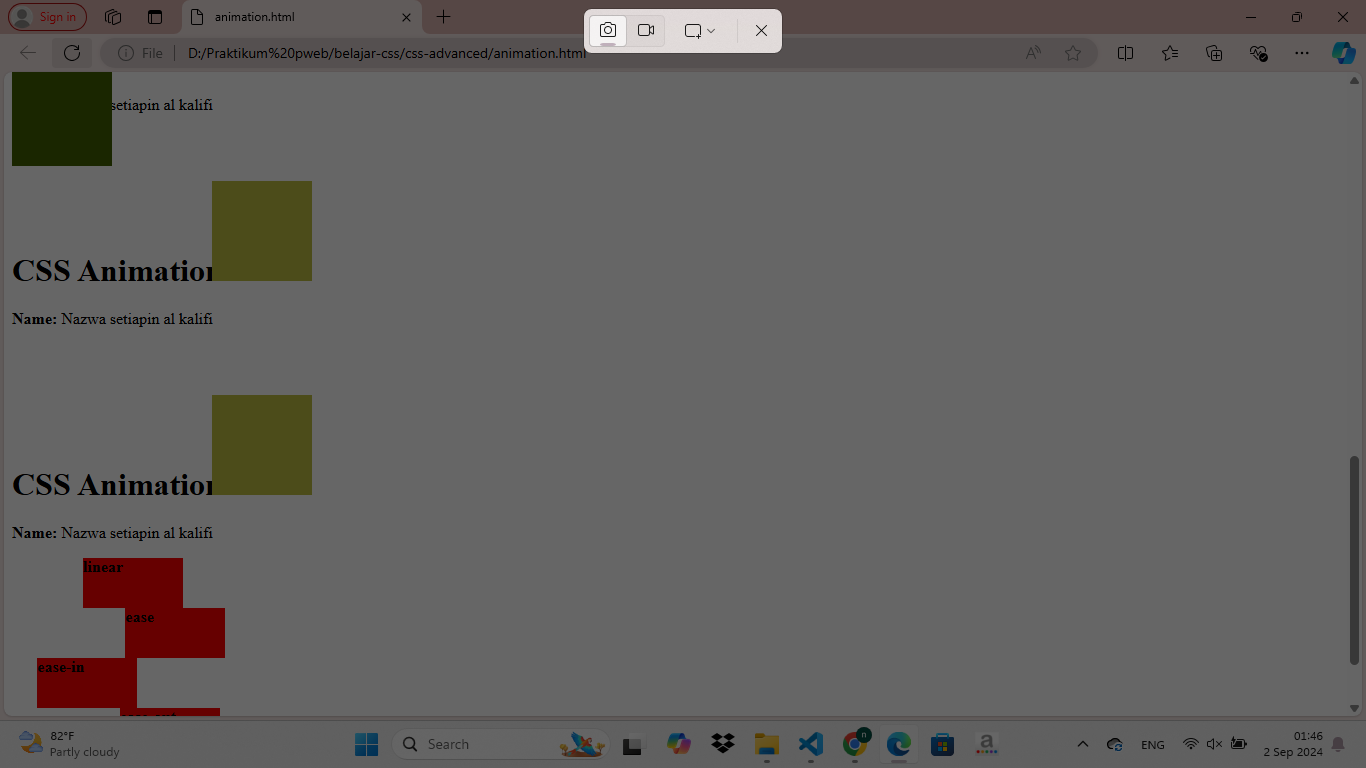 Sign in
animation.html
File
D:/Praktikum%20pweb/belajar-css/css-advanced/animation.html
setiapin al kalifi
CSS Animation
Name: Nazwa setiapin al kalifi
CSS Animation
Name: Nazwa setiapin al kalifi
linear
ease
ease-in
82°F
Partly cloudy
Search
ENG
01:46
2 Sep 2024